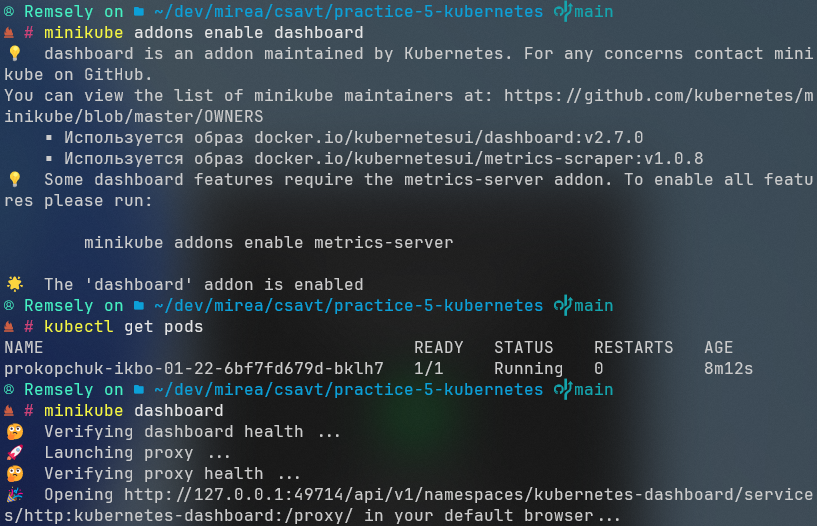 Remsely on ~/dev/mirea/csavt/practice-5-kubernetes main
# minikube addons enable dashboard
💡 dashboard is an addon maintained by Kubernetes. For any concerns contact mini
kube on GitHub.
You can view the list of minikube maintainers at: https://github.com/kubernetes/m
inikube/blob/master/OWNERS
▪ Используется образ docker.io/kubernetesui/dashboard:v2.7.0
▪ Используется образ docker.io/kubernetesui/metrics-scraper:v1.0.8
💡 Some dashboard features require the metrics-server addon. To enable all featu
res please run:
minikube addons enable metrics-server
🌟 The 'dashboard' addon is enabled
Remsely on ~/dev/mirea/csavt/practice-5-kubernetes main
# kubectl get pods
NAME READY STATUS RESTARTS AGE
prokopchuk-ikbo-01-22-6bf7fd679d-bklh7 1/1 Running 0 8m12s
Remsely on ~/dev/mirea/csavt/practice-5-kubernetes main
# minikube dashboard
🤔 Verifying dashboard health ...
🚀 Launching proxy ...
🤔 Verifying proxy health ...
🎉 Opening http://127.0.0.1:49714/api/v1/namespaces/kubernetes-dashboard/service
s/http:kubernetes-dashboard:/proxy/ in your default browser...